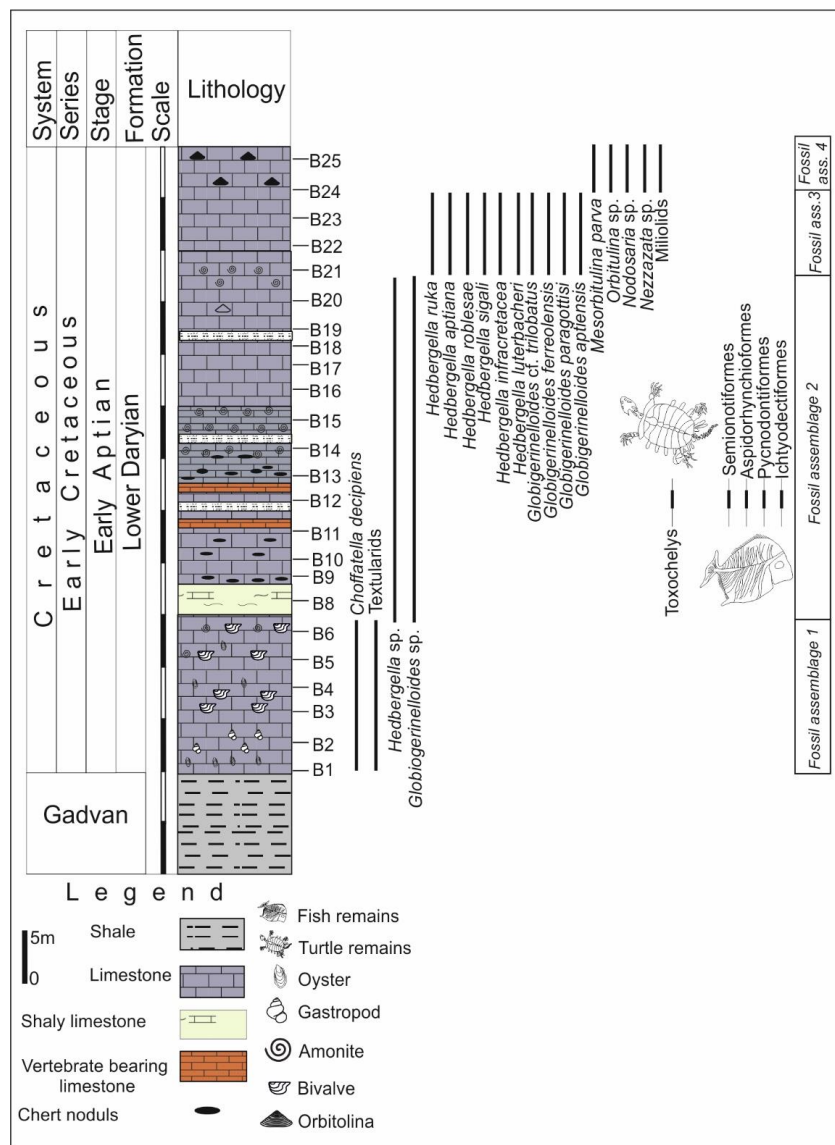 System
Series
Stage
Formation
Scale
Lithology
Cretaceous
Early Cretaceous
Early Aptian
Lower Daryian
Gadvan
B25
B24
B23
B22
B21
B20
B19
B18
B17
B16
B15
B14
B13
B12
B11
B10
B9
B8
B6
B5
B4
B3
B2
B1
Choffatella decipiens
Textularids
Hedbergella sp.
Globiogerinelloides sp.
Hedbergella ruka
Hedbergella aptiana
Hedbergella roblesae
Hedbergella sigali
Hedbergella infracretacea
Hedbergella luterbacheri
Globigerinelloides cf. trilobatus
Globigerinelloides ferreolensis
Globigerinelloides paragottisi
Globigerinelloides aptiensis
Mesorbitulina parva
Orbitulina sp.
Nodosaria sp.
Nezzazata sp.
Miliolids
Toxochelys
Semionotiformes
Aspidorhynchioformes
Pycnodontiformes
Ichtyodectiformes
Fossil
ass. 4
Fossil ass.3
Fossil assemblage 2
Fossil assemblage 1
Legend
5m
0
Shale
Limestone
Shaly limestone
Vertebrate bearing
limestone
Chert noduls
Fish remains
Turtle remains
Oyster
Gastropod
Amonite
Bivalve
Orbitolina